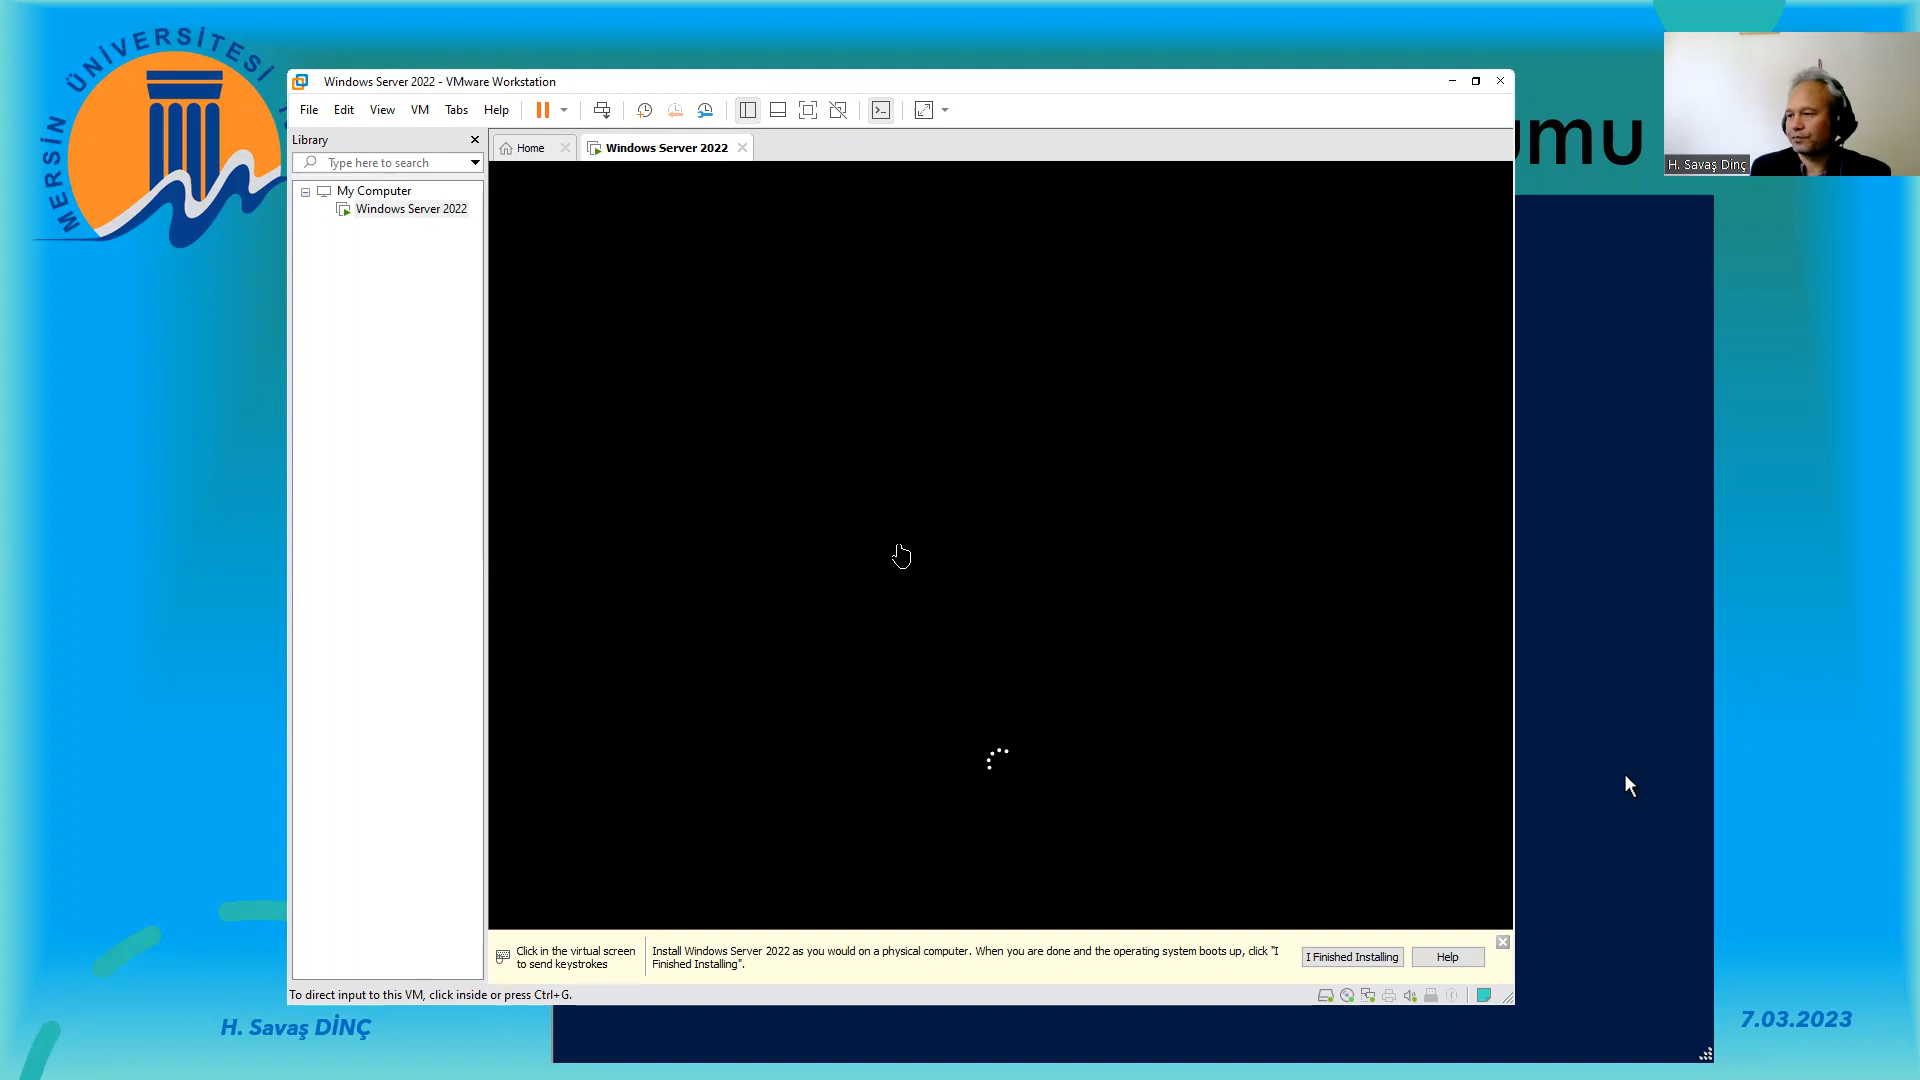 MERSİN ÜNİVERSİTESİ
umu
H. Savaş Dinç
Windows Server 2022 - VMware Workstation
File Edit View VM Tabs Help
Library
Home
Windows Server 2022
Type here to search
My Computer
Windows Server 2022
Click in the virtual screen
to send keystrokes
Install Windows Server 2022 as you would on a physical computer. When you are done and the operating system boots up, click "I
Finished Installing".
I Finished Installing
Help
To direct input to this VM, click inside or press Ctrl+G.
H. Savaş DİNÇ
7.03.2023